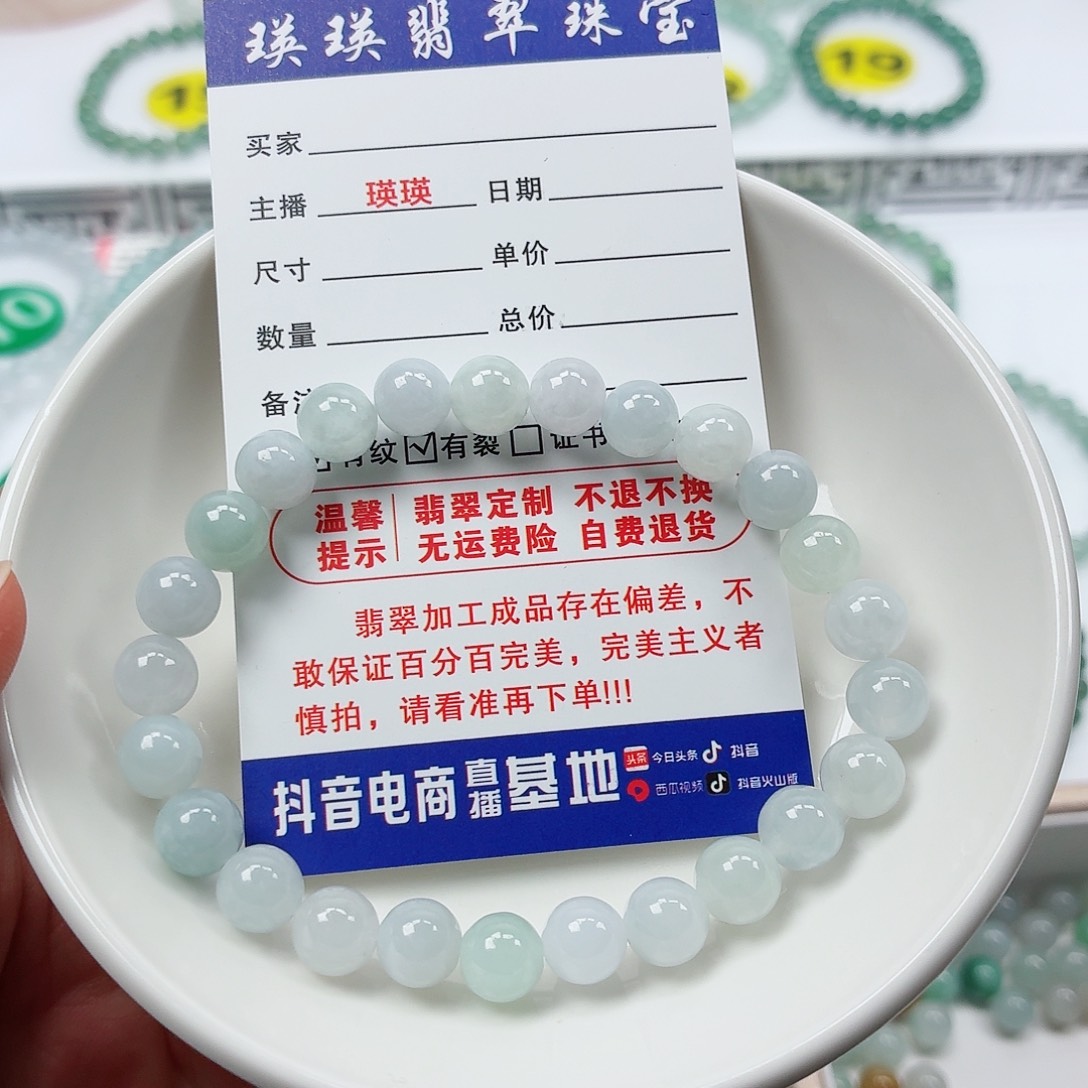 瑛瑛翡翠珠宝
19
买家
主播 瑛瑛 日期
尺寸 单价
数量 总价
备注
有纹 有裂 证书
温馨提示
翡翠定制 不退不换
无运费险 自费退货
翡翠加工成品存在偏差，不
敢保证百分百完美，完美主义者
慎拍，请看准再下单!!!
抖音电商直播基地
头条 今日头条 抖音
西瓜视频 抖音火山版